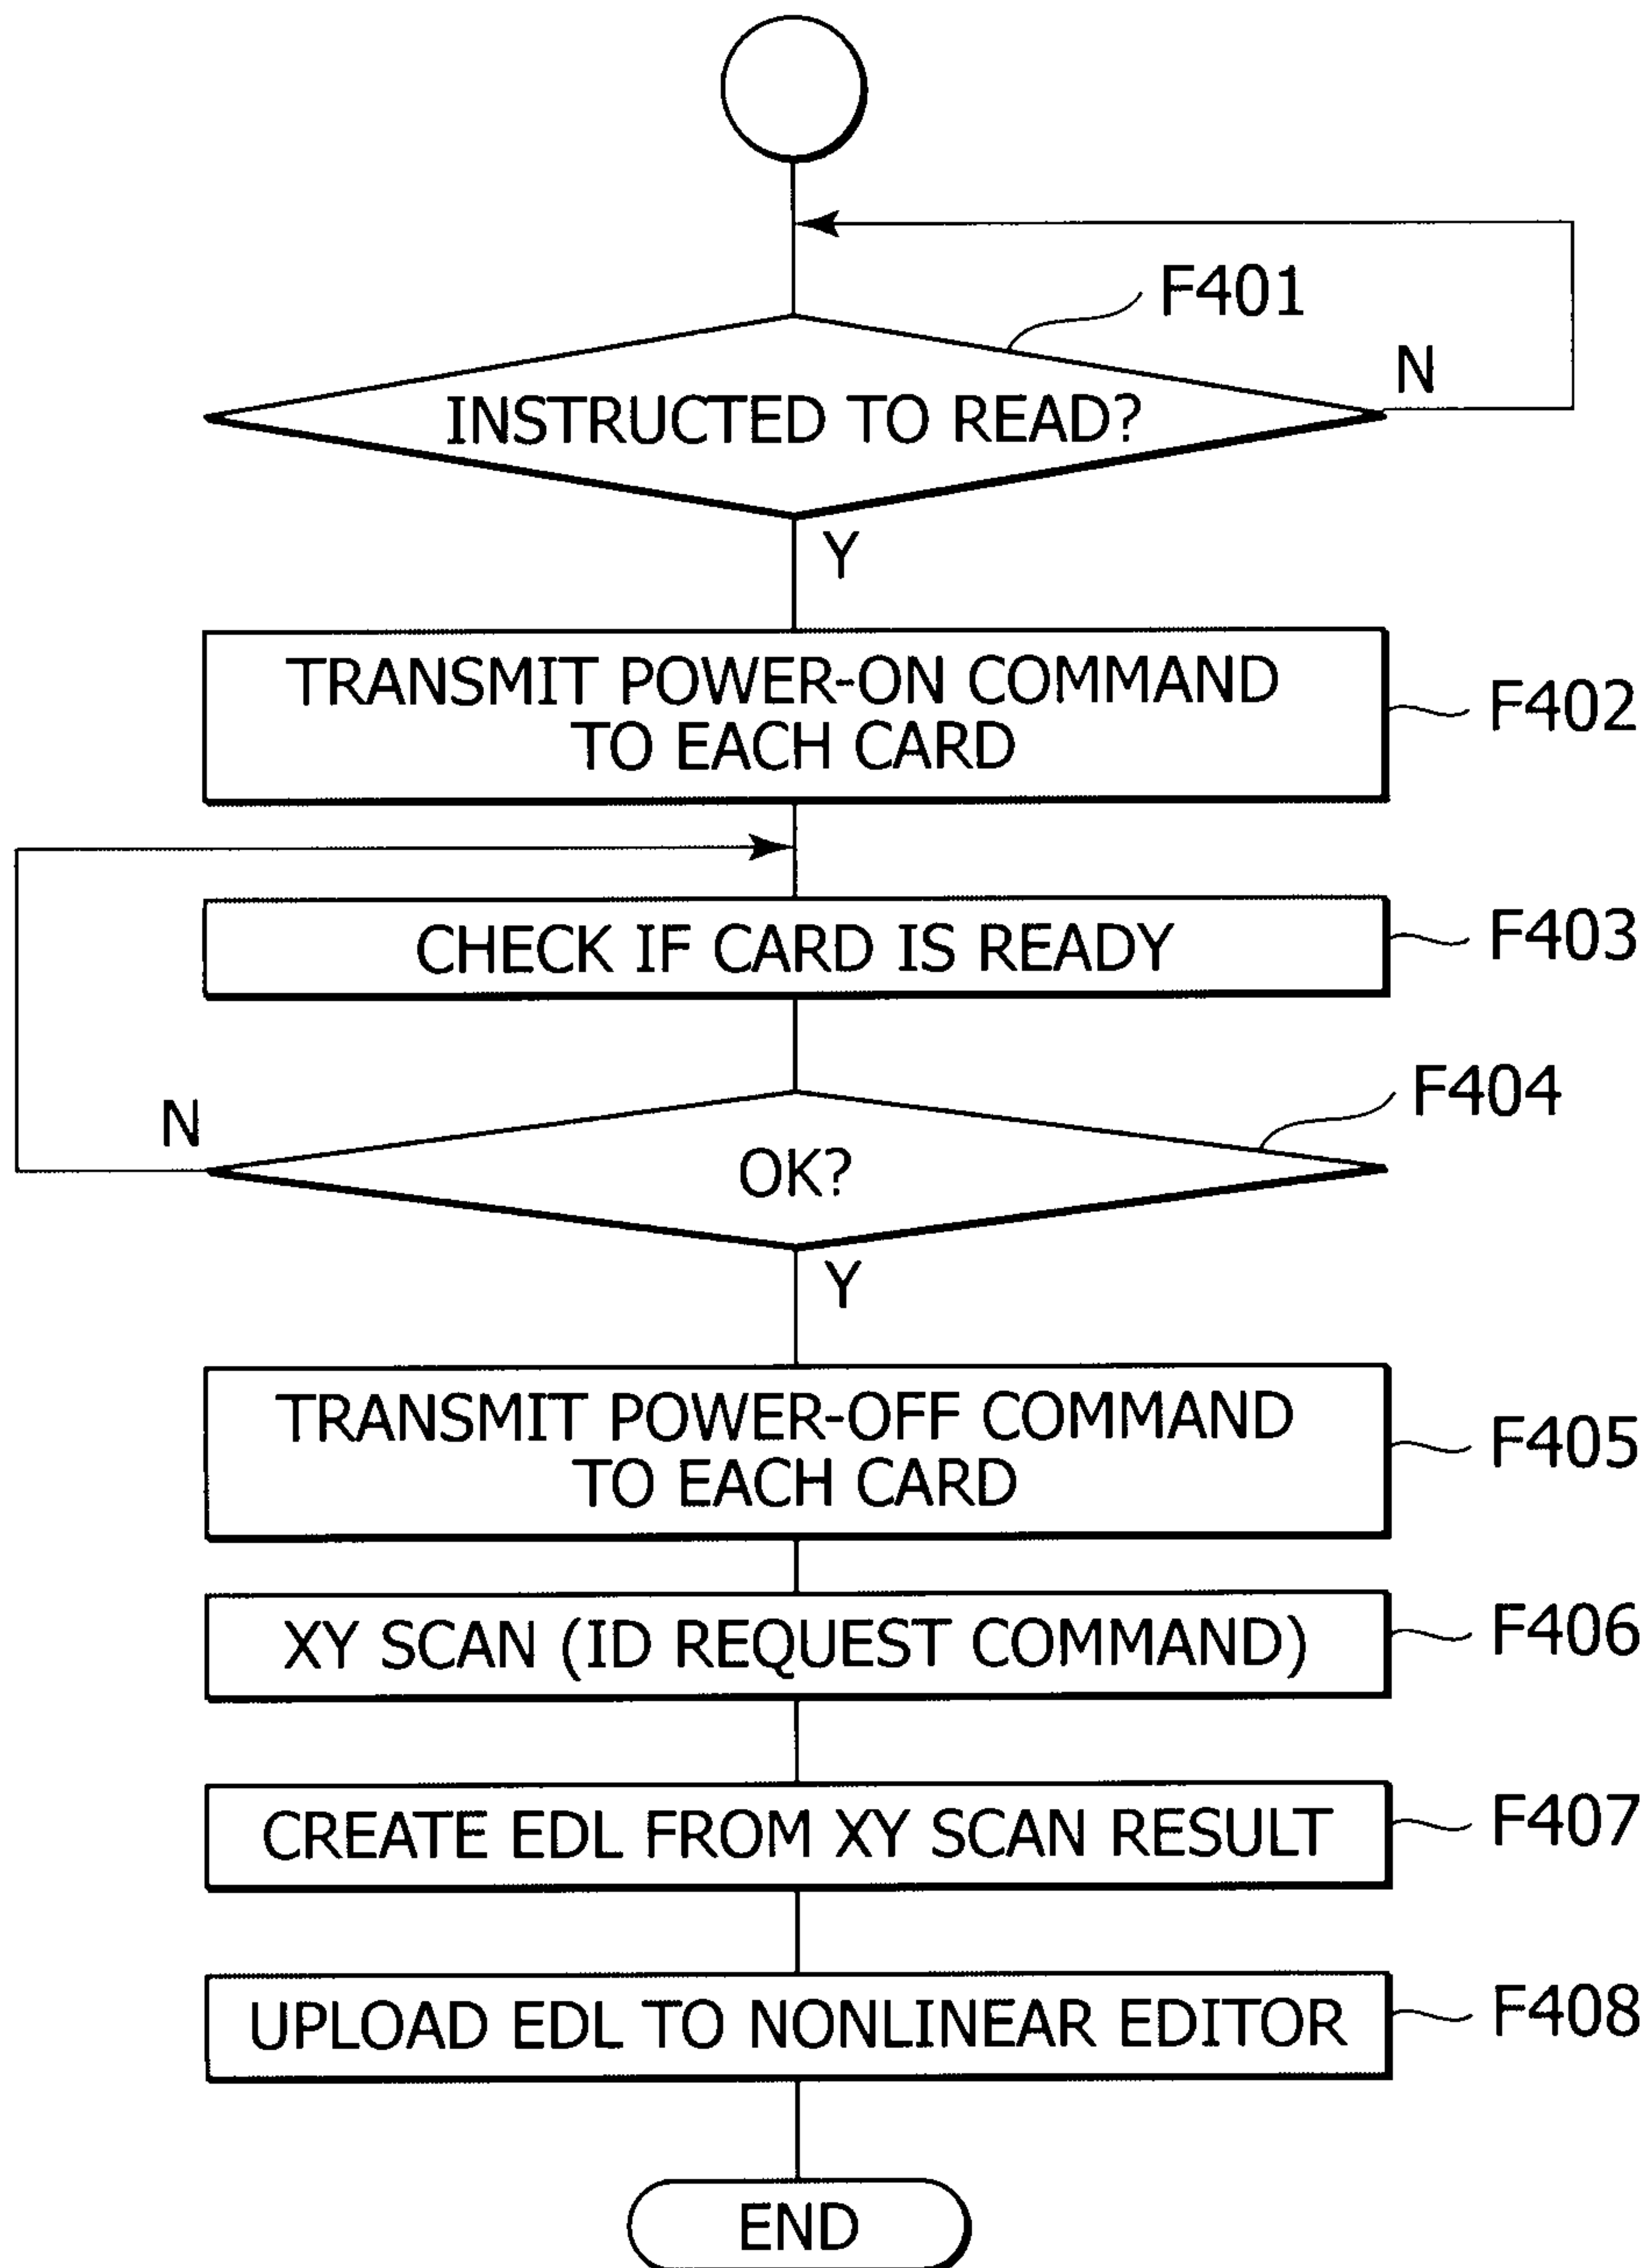 F401
N
INSTRUCTED TO READ?
Y
TRANSMIT POWER-ON COMMAND
TO EACH CARD
F402
CHECK IF CARD IS READY
F403
F404
N
OK?
Y
TRANSMIT POWER-OFF COMMAND
TO EACH CARD
F405
XY SCAN (ID REQUEST COMMAND)
F406
CREATE EDL FROM XY SCAN RESULT
F407
UPLOAD EDL TO NONLINEAR EDITOR
F408
END